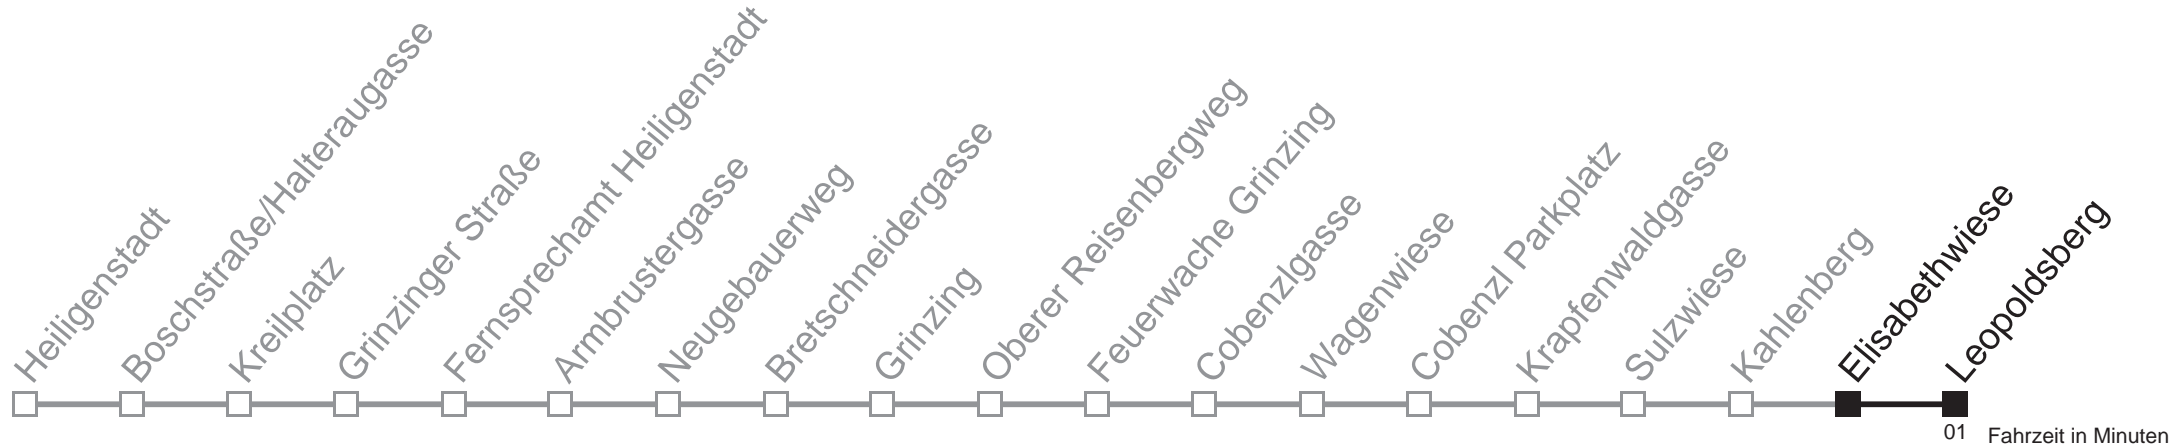 Heiligenstadt
Boschstraße/Halteraugasse
Kreilplatz
Grinzinger Straße
Fernsprechamt Heiligenstadt
Armbrustergasse
Neugebauerweg
Bretschneidergasse
Grinzing
Oberer Reisenbergweg
Feuerwache Grinzing
Cobenzlgasse
Wagenwiese
Cobenzl Parkplatz
Krapfenwaldgasse
Sulzwiese
Kahlenberg
Elisabethwiese
Leopoldsberg
01 Fahrzeit in Minuten